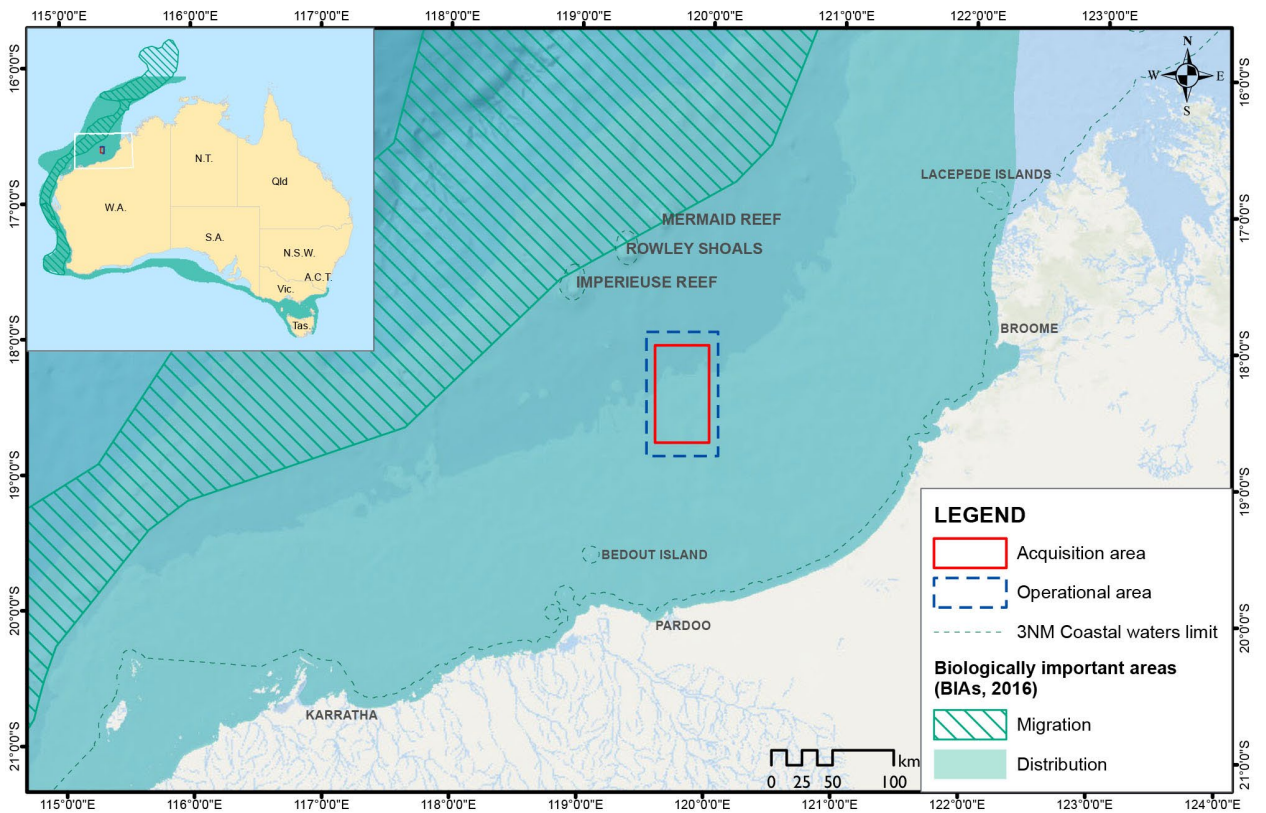 115°0'0"E 116°0'0"E 117°0'0"E 118°0'0"E 119°0'0"E 120°0'0"E 121°0'0"E 122°0'0"E 123°0'0"E
16°0'0"S
17°0'0"S
18°0'0"S
19°0'0"S
20°0'0"S
21°0'0"S
N.T.
Qld
W.A.
S.A.
N.S.W.
A.C.T.
Vic.
Tas.
N
W E
S
LACEPEDE ISLANDS
MERMAID REEF
ROWLEY SHOALS
IMPERIEUSE REEF
BROOME
BEDOUT ISLAND
PARDOO
KARRATHA
LEGEND
Acquisition area
Operational area
3NM Coastal waters limit
Biologically important areas
(BIAs, 2016)
Migration
Distribution
km
0 25 50 100
16°0'0"S
17°0'0"S
18°0'0"S
19°0'0"S
20°0'0"S
21°0'0"S
115°0'0"E 116°0'0"E 117°0'0"E 118°0'0"E 119°0'0"E 120°0'0"E 121°0'0"E 122°0'0"E 123°0'0"E 124°0'0"E